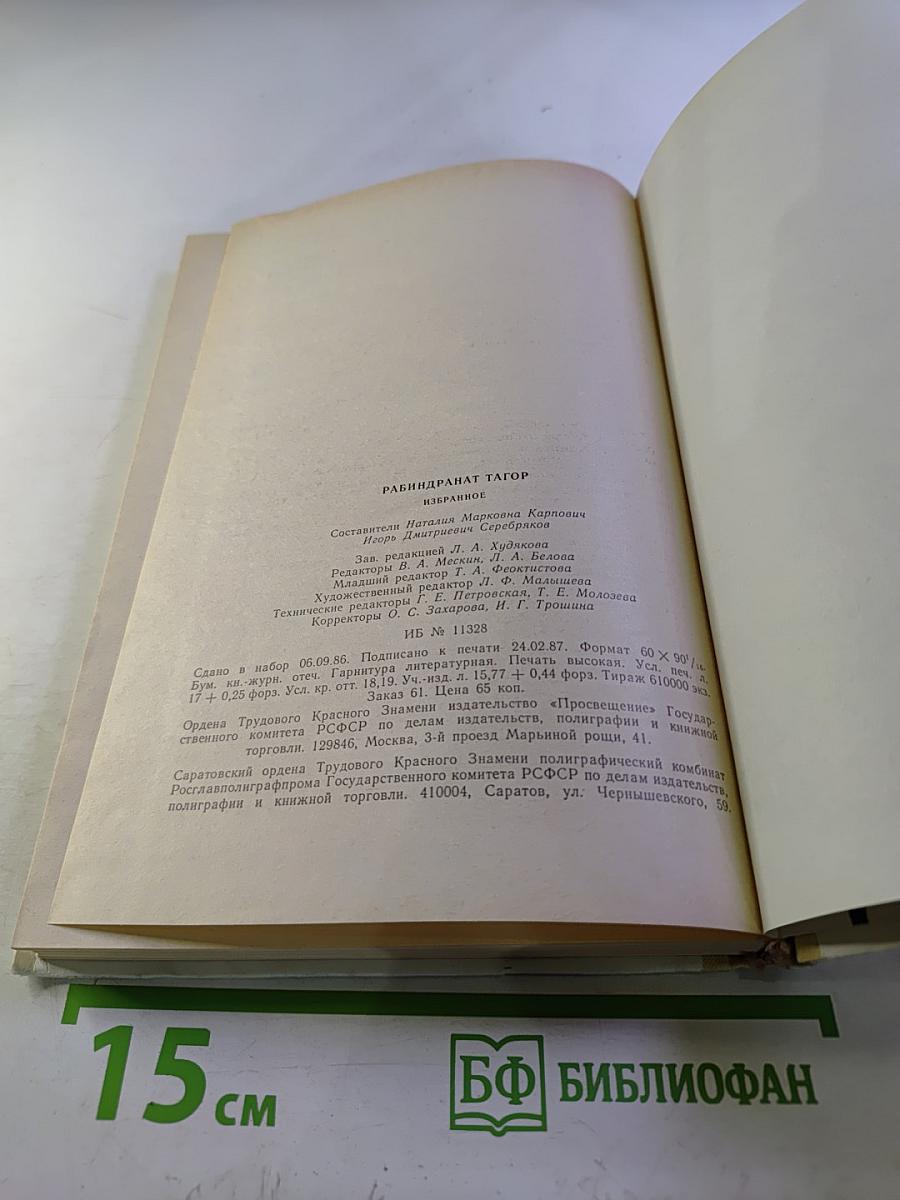 РАБИНДРАНАТ ТАГОР
ИЗБРАННОЕ
Составители Наталия Марковна Карпович
Игорь Дмитриевич Серебряков
Зав. редакцией Л. А. Худякова
Редакторы В. А. Мескин, Л. А. Белова
Младший редактор Т. А. Феоктистова
Художественный редактор Л. Ф. Малышева
Технические редакторы Г. Е. Петровская, Т. Е. Молозева
Корректоры О. С. Захарова, И. Г. Трошина
ИБ № 11328
Сдано в набор 06.09.86. Подписано к печати 24.02.87. Формат 60 × 90¹/₁₆.
Бум. кн.-журн. отеч. Гарнитура литературная. Печать высокая. Усл. печ. л.
17 + 0,25 форз. Усл. кр. отт. 18,19. Уч.-изд. л. 15,77 + 0,44 форз. Тираж 610000 экз.
Заказ 61. Цена 65 коп.
Ордена Трудового Красного Знамени издательство «Просвещение» Государ-
ственного комитета РСФСР по делам издательств, полиграфии и книжной
торговли. 129846, Москва, 3-й проезд Марьиной рощи, 41.
Саратовский ордена Трудового Красного Знамени полиграфический комбинат
Росглавполиграфпрома Государственного комитета РСФСР по делам издательств,
полиграфии и книжной торговли. 410004, Саратов, ул. Чернышевского, 59.
15 см
БФ БИБЛИОФАН